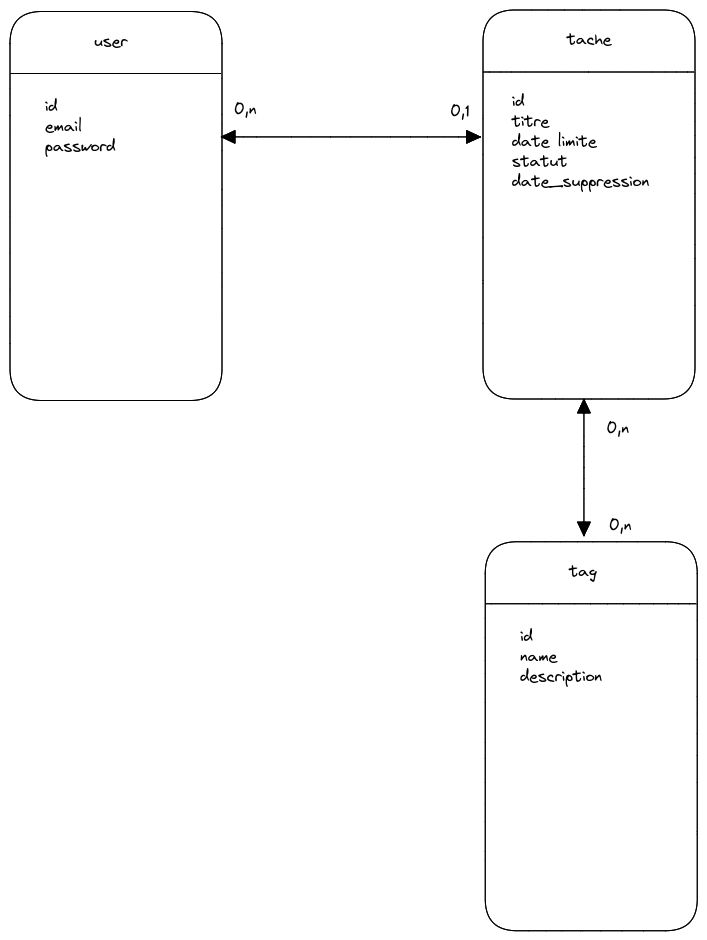 user
id
email
password
0,n
0,1
tache
id
titre
date limite
statut
date_suppression
0,n
0,n
tag
id
name
description